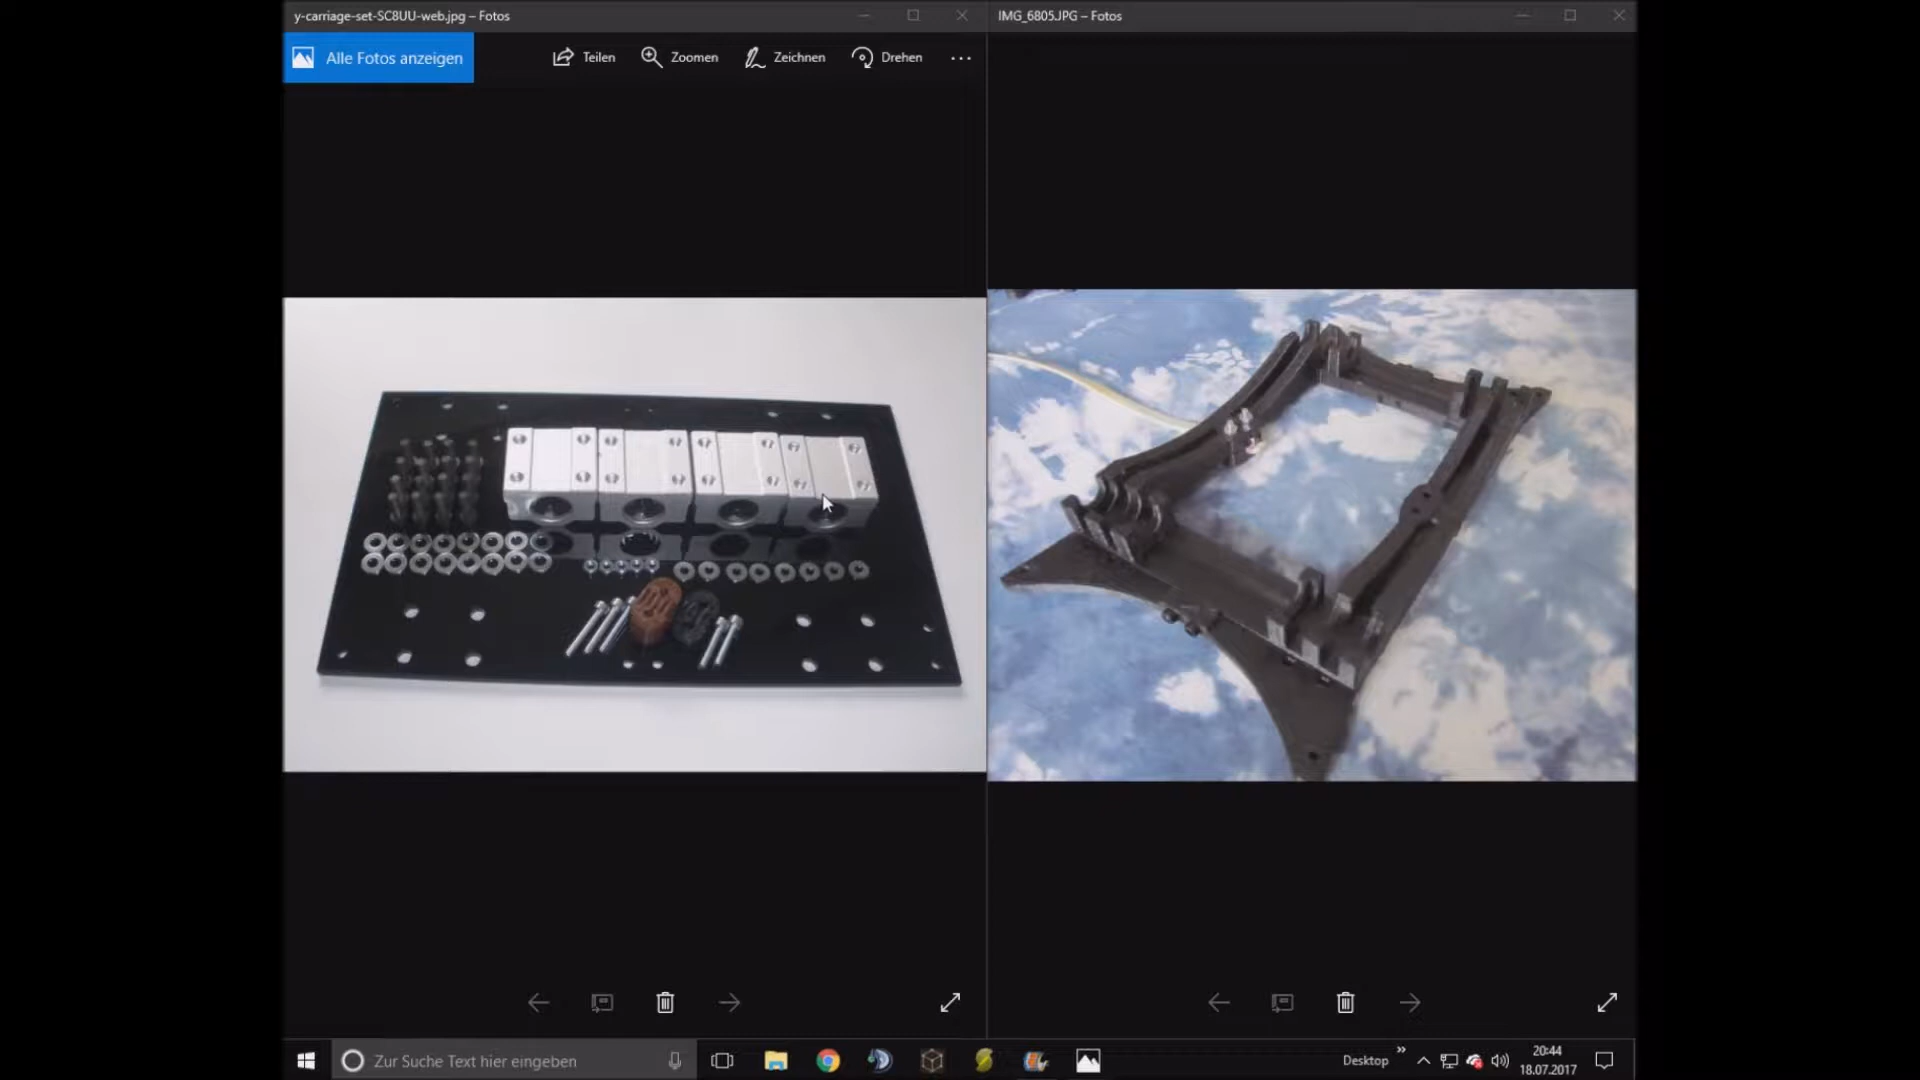 y-carriage-set-SC8UU-web.jpg – Fotos
IMG_6805.JPG – Fotos
Alle Fotos anzeigen
Teilen
Zoomen
Zeichnen
Drehen
Zur Suche Text hier eingeben
Desktop
20:44
18.07.2017